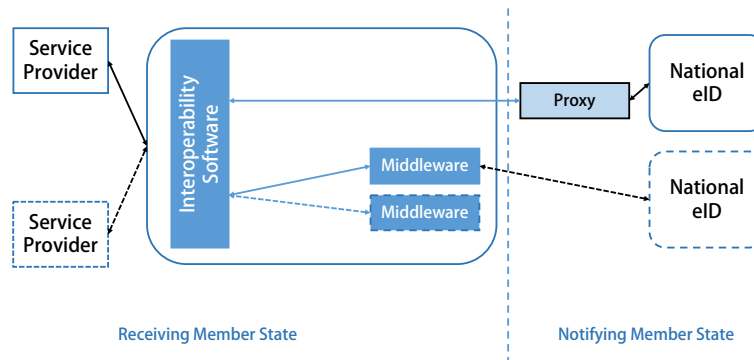 Service
Provider
Interoperability
Software
Proxy
National
eID
Middleware
National
eID
Middleware
Service
Provider
Receiving Member State
Notifying Member State